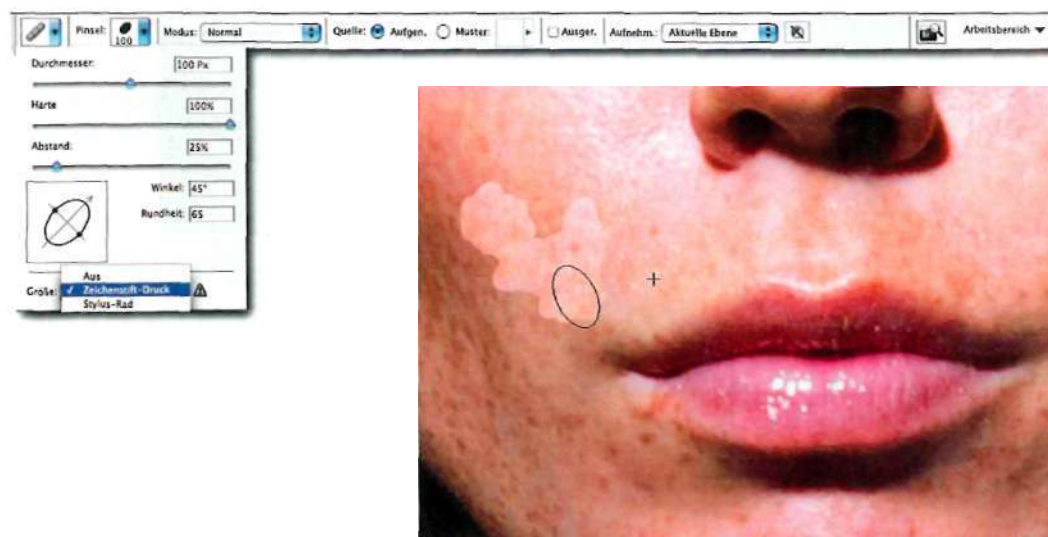 Pinsel: 100 Modus: Normal Quelle: Aufgen. Muster: Ausger. Aufnehm.: Aktuelle Ebene Arbeitsbereich
Durchmesser: 100 Px
Härte 100%
Abstand: 25%
Winkel: 45°
Rundheit: 65
Aus
Größe: Zeichenstift-Druck
Stylus-Rad